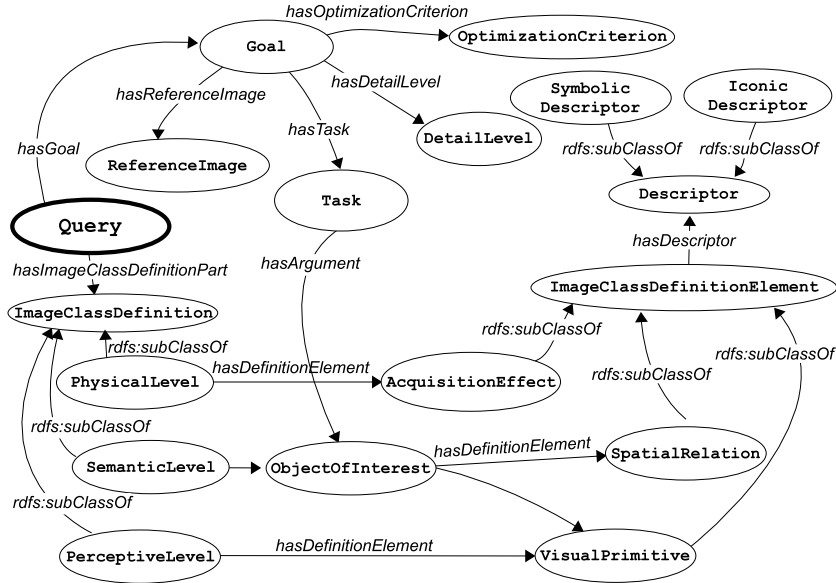 hasOptimizationCriterion
Goal
OptimizationCriterion
hasReferenceImage
hasDetailLevel
Symbolic
Descriptor
Iconic
Descriptor
hasGoal
hasTask
DetailLevel
rdfs:subClassOf
rdfs:subClassOf
ReferenceImage
Task
Descriptor
Query
hasDescriptor
hasArgument
hasImageClassDefinitionPart
ImageClassDefinitionElement
ImageClassDefinition
rdfs:subClassOf
rdfs:subClassOf
rdfs:subClassOf
PhysicalLevel
hasDefinitionElement
AcquisitionEffect
rdfs:subClassOf
rdfs:subClassOf
SemanticLevel
ObjectOfInterest
hasDefinitionElement
SpatialRelation
rdfs:subClassOf
PerceptiveLevel
hasDefinitionElement
VisualPrimitive